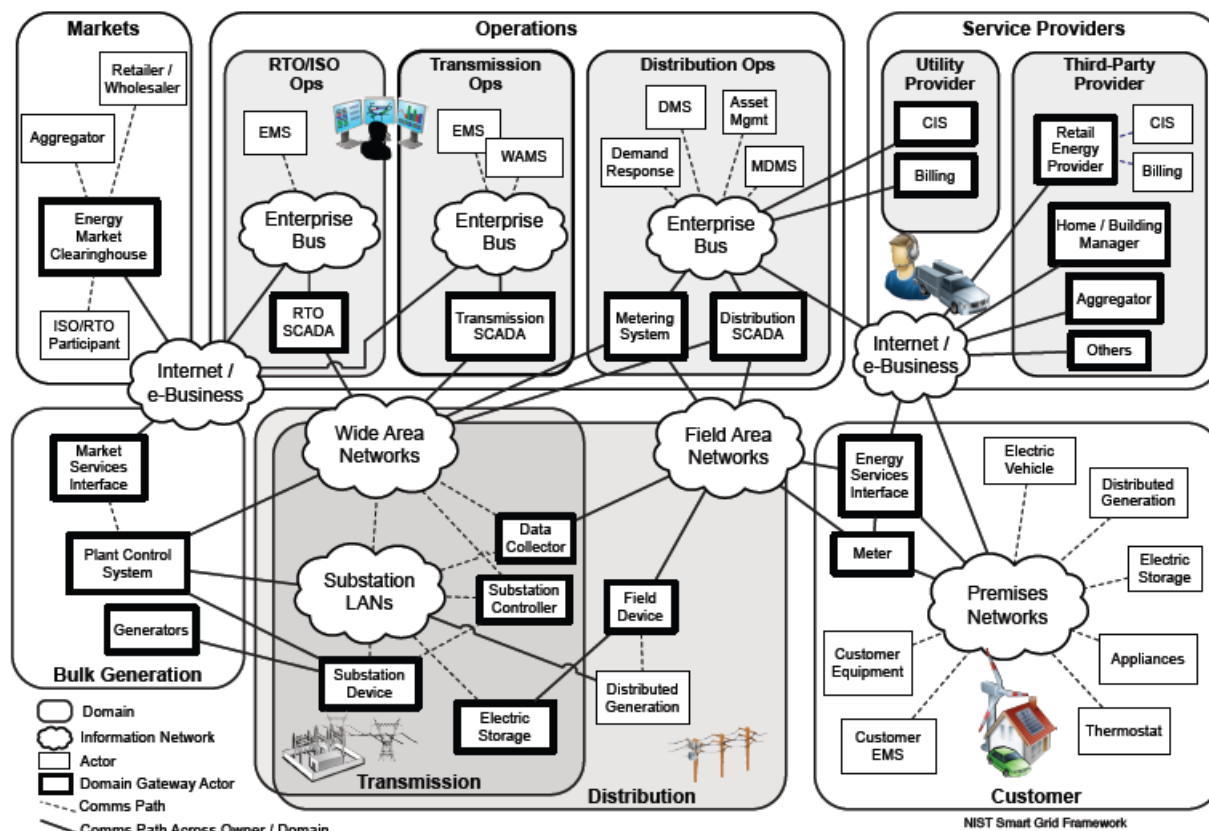 Markets
Operations
Service Providers
Retailer /
Wholesaler
Aggregator
Energy
Market
Clearinghouse
ISO/RTO
Participant
RTO/ISO
Ops
EMS
Enterprise
Bus
RTO
SCADA
Transmission
Ops
EMS
WAMS
Enterprise
Bus
Transmission
SCADA
Distribution Ops
DMS
Asset
Mgmt
Demand
Response
MDMS
Enterprise
Bus
Metering
System
Distribution
SCADA
Utility
Provider
CIS
Billing
Third-Party
Provider
Retail
Energy
Provider
CIS
Billing
Home / Building
Manager
Aggregator
Others
Internet /
e-Business
Internet /
e-Business
Market
Services
Interface
Plant Control
System
Generators
Bulk Generation
Wide Area
Networks
Field Area
Networks
Data
Collector
Substation
LANs
Substation
Controller
Field
Device
Substation
Device
Electric
Storage
Distributed
Generation
Transmission
Distribution
Energy
Services
Interface
Meter
Electric
Vehicle
Distributed
Generation
Electric
Storage
Premises
Networks
Customer
Equipment
Appliances
Customer
EMS
Thermostat
Customer
Domain
Information Network
Actor
Domain Gateway Actor
Comms Path
Comms Path Across Owner / Domain
NIST Smart Grid Framework